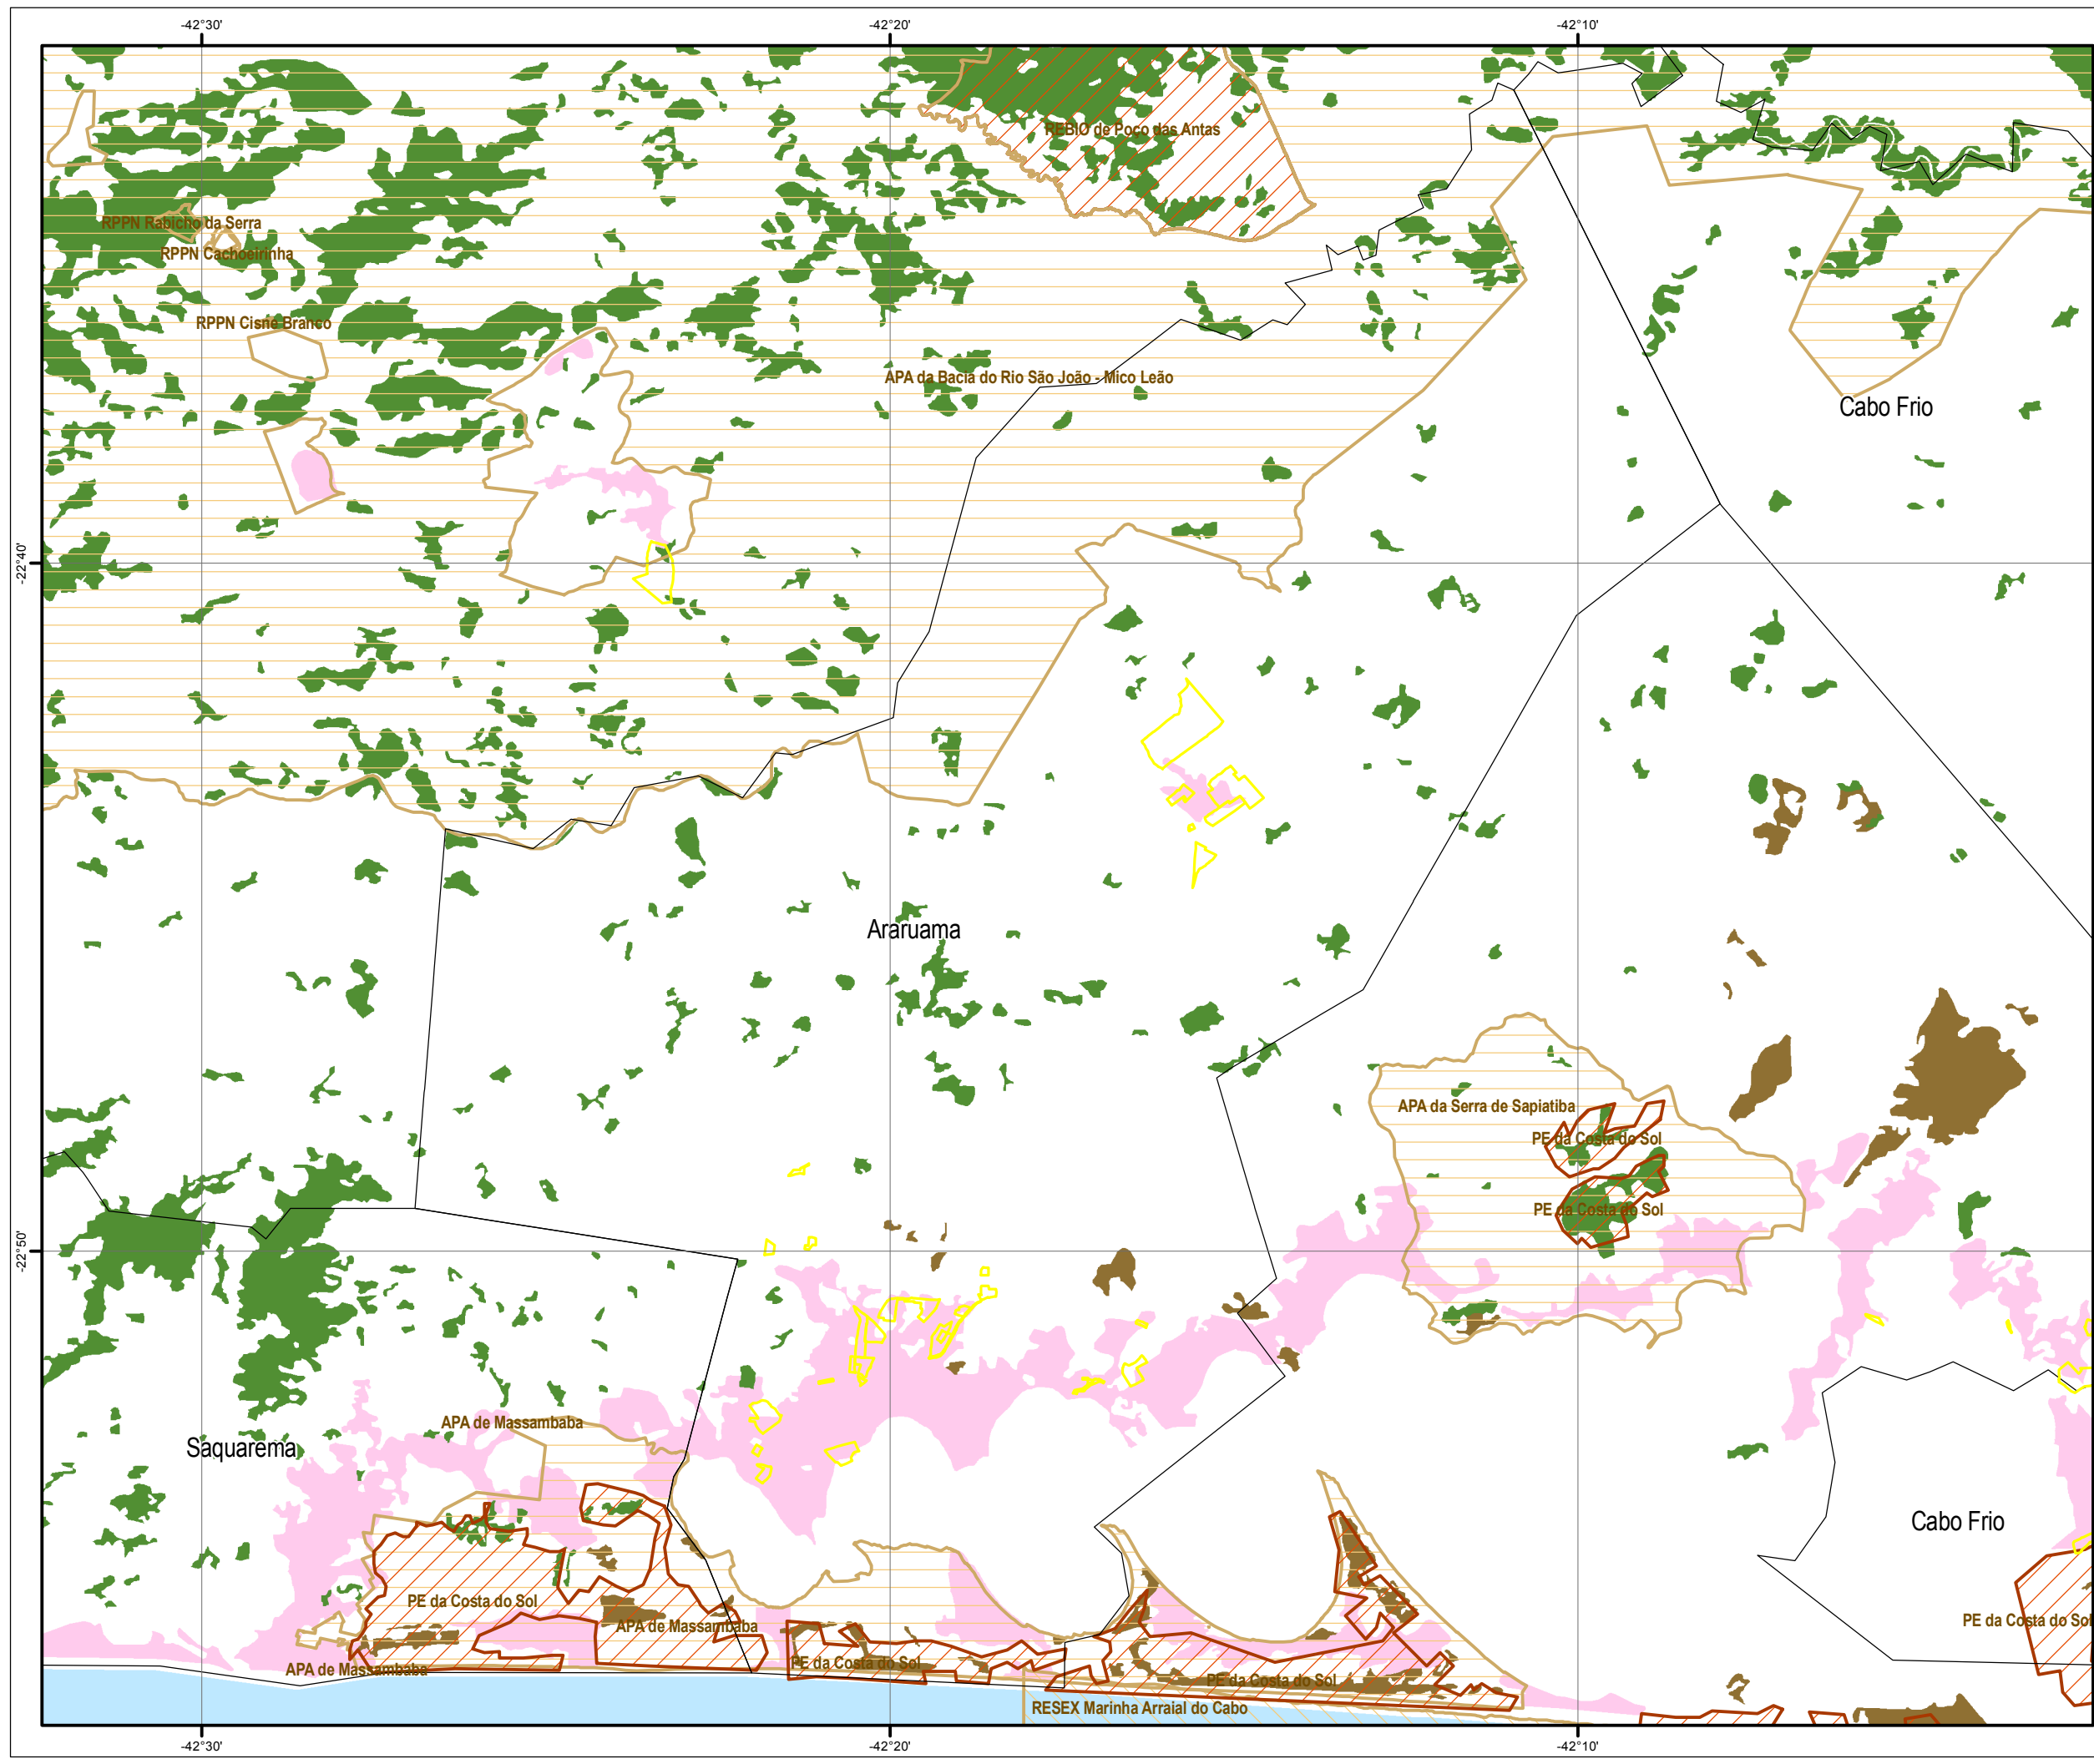 -42°30'
-42°20'
-42°10'
REBIO de Poço das Antas
RPPN Rabicho da Serra
RPPN Cachoeirinha
RPPN Cisne Branco
APA da Bacia do Rio São João - Mico Leão
Cabo Frio
-22°40'
Araruama
APA da Serra de Sapiatiba
PE da Costa do Sol
PE da Costa do Sol
-22°50'
APA de Massambaba
Saquarema
Cabo Frio
PE da Costa do Sol
APA de Massambaba
PE da Costa do Sol
PE da Costa do Sol
APA de Massambaba
PE da Costa do Sol
RESEX Marinha Arraial do Cabo
-42°30'
-42°20'
-42°10'